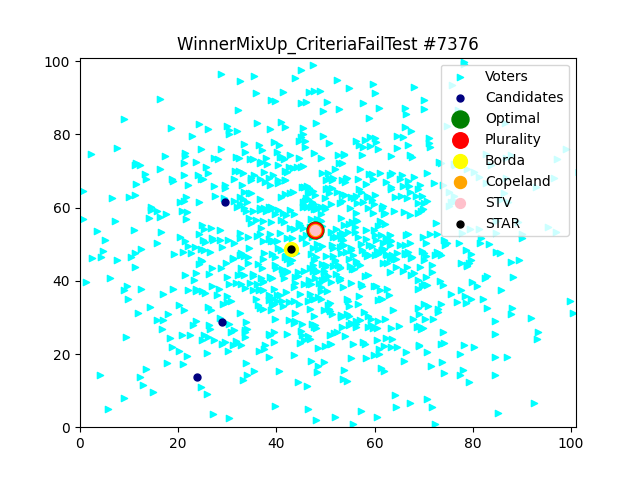 WinnerMixUp_CriteriaFailTest #7376
100
80
60
40
20
0
0
20
40
60
80
100
Voters
Candidates
Optimal
Plurality
Borda
Copeland
STV
STAR